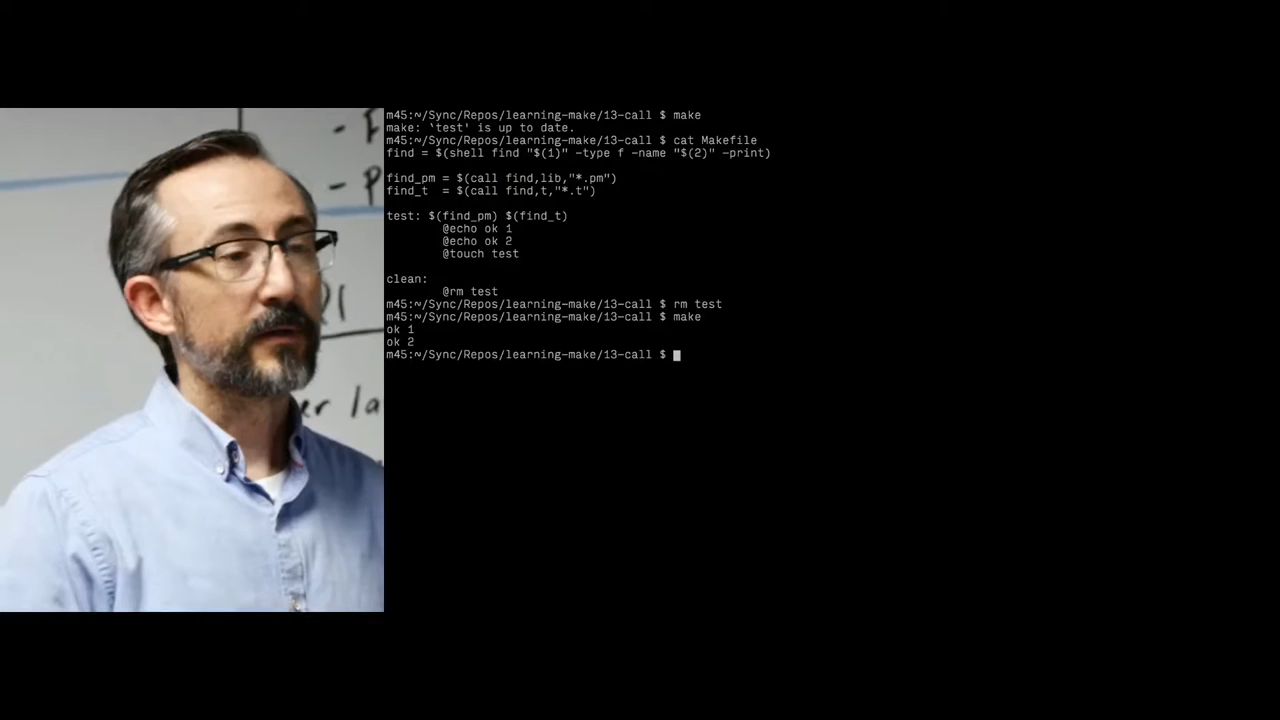 - F
- P
OI
er la
m45:~/Sync/Repos/learning-make/13-call $ make
make: `test' is up to date.
m45:~/Sync/Repos/learning-make/13-call $ cat Makefile
find = $(shell find "$(1)" -type f -name "$(2)" -print)
find_pm = $(call find,lib,"*.pm")
find_t  = $(call find,t,"*.t")
test: $(find_pm) $(find_t)
        @echo ok 1
        @echo ok 2
        @touch test
clean:
        @rm test
m45:~/Sync/Repos/learning-make/13-call $ rm test
m45:~/Sync/Repos/learning-make/13-call $ make
ok 1
ok 2
m45:~/Sync/Repos/learning-make/13-call $